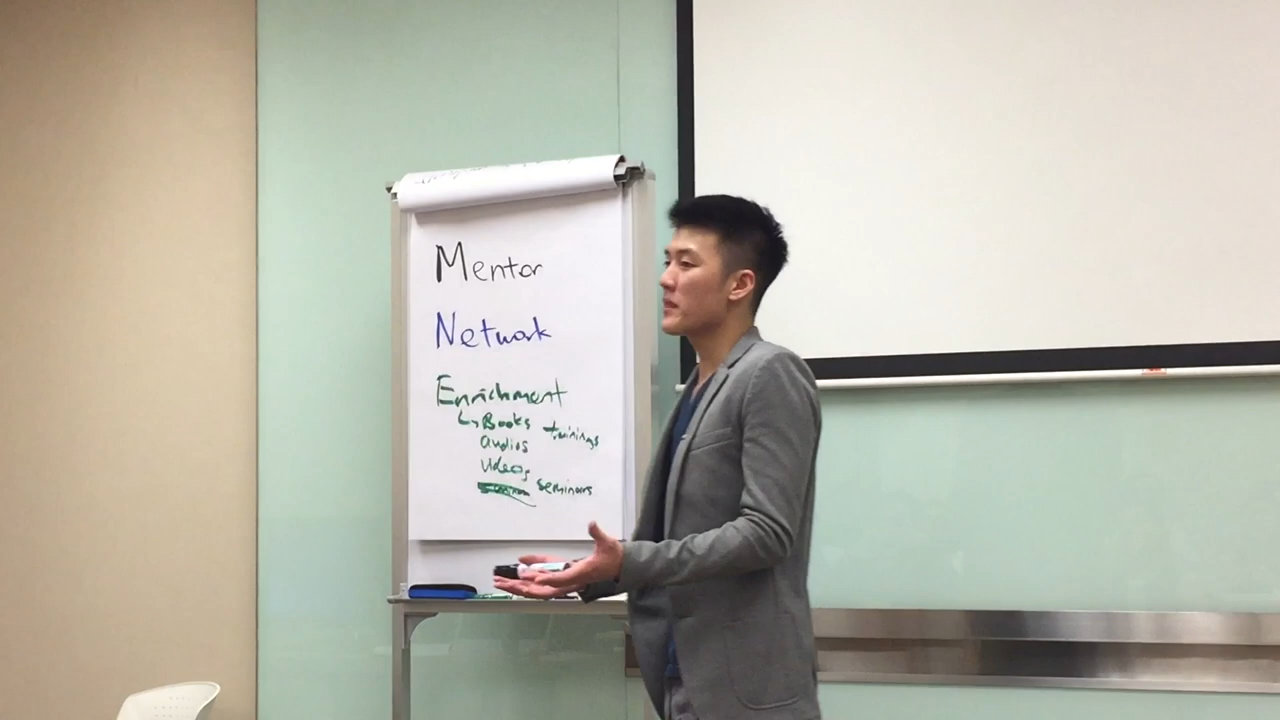 Mentor
Network
Enrichment
↳ Books trainings
audios
videos
seminars